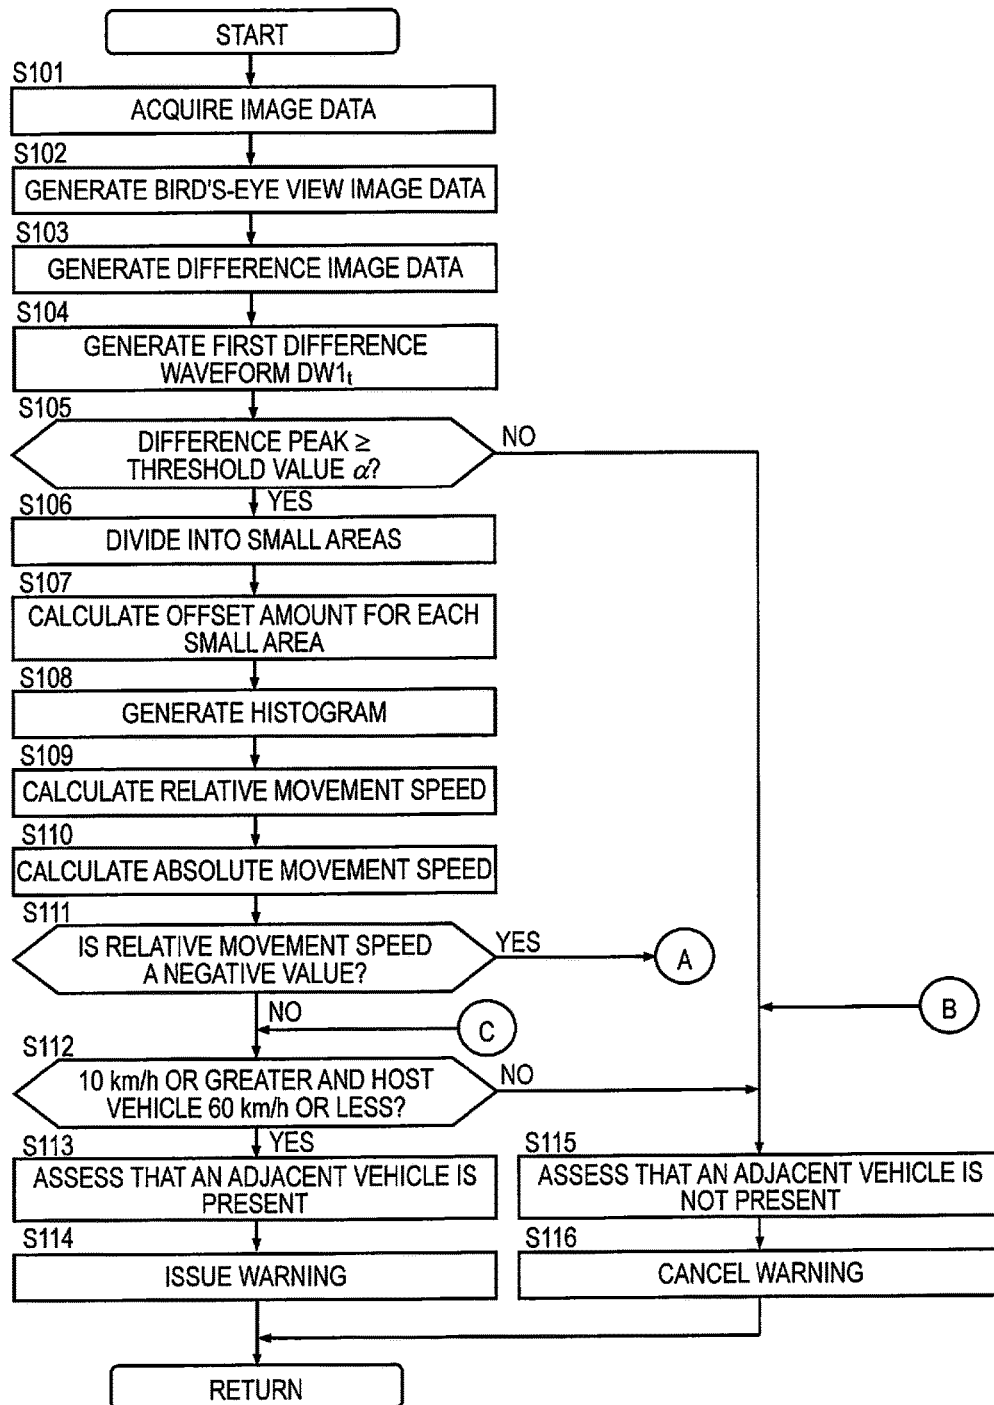 START
S101
ACQUIRE IMAGE DATA
S102
GENERATE BIRD'S-EYE VIEW IMAGE DATA
S103
GENERATE DIFFERENCE IMAGE DATA
S104
GENERATE FIRST DIFFERENCE
WAVEFORM DW1t
S105
DIFFERENCE PEAK ≥
THRESHOLD VALUE α?
NO
YES
S106
DIVIDE INTO SMALL AREAS
S107
CALCULATE OFFSET AMOUNT FOR EACH
SMALL AREA
S108
GENERATE HISTOGRAM
S109
CALCULATE RELATIVE MOVEMENT SPEED
S110
CALCULATE ABSOLUTE MOVEMENT SPEED
S111
IS RELATIVE MOVEMENT SPEED
A NEGATIVE VALUE?
YES
A
NO
C
B
S112
10 km/h OR GREATER AND HOST
VEHICLE 60 km/h OR LESS?
NO
YES
S113
ASSESS THAT AN ADJACENT VEHICLE IS
PRESENT
S114
ISSUE WARNING
S115
ASSESS THAT AN ADJACENT VEHICLE IS
NOT PRESENT
S116
CANCEL WARNING
RETURN